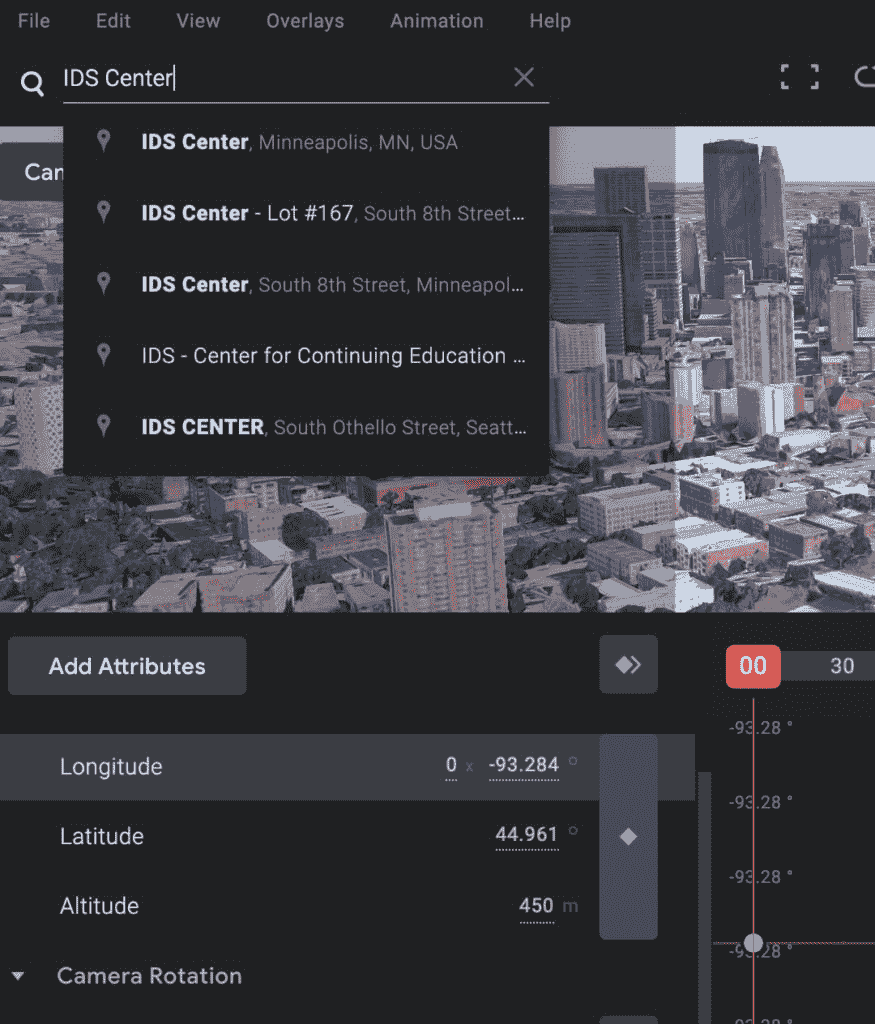 File Edit View Overlays Animation Help
IDS Center
Can
IDS Center, Minneapolis, MN, USA
IDS Center - Lot #167, South 8th Street...
IDS Center, South 8th Street, Minneapol...
IDS - Center for Continuing Education ...
IDS CENTER, South Othello Street, Seatt...
Add Attributes
00 30
-93.28 °
Longitude 0 x -93.284 °
-93.28 °
Latitude 44.961 °
-93.28 °
Altitude 450 m
-93.28 °
Camera Rotation